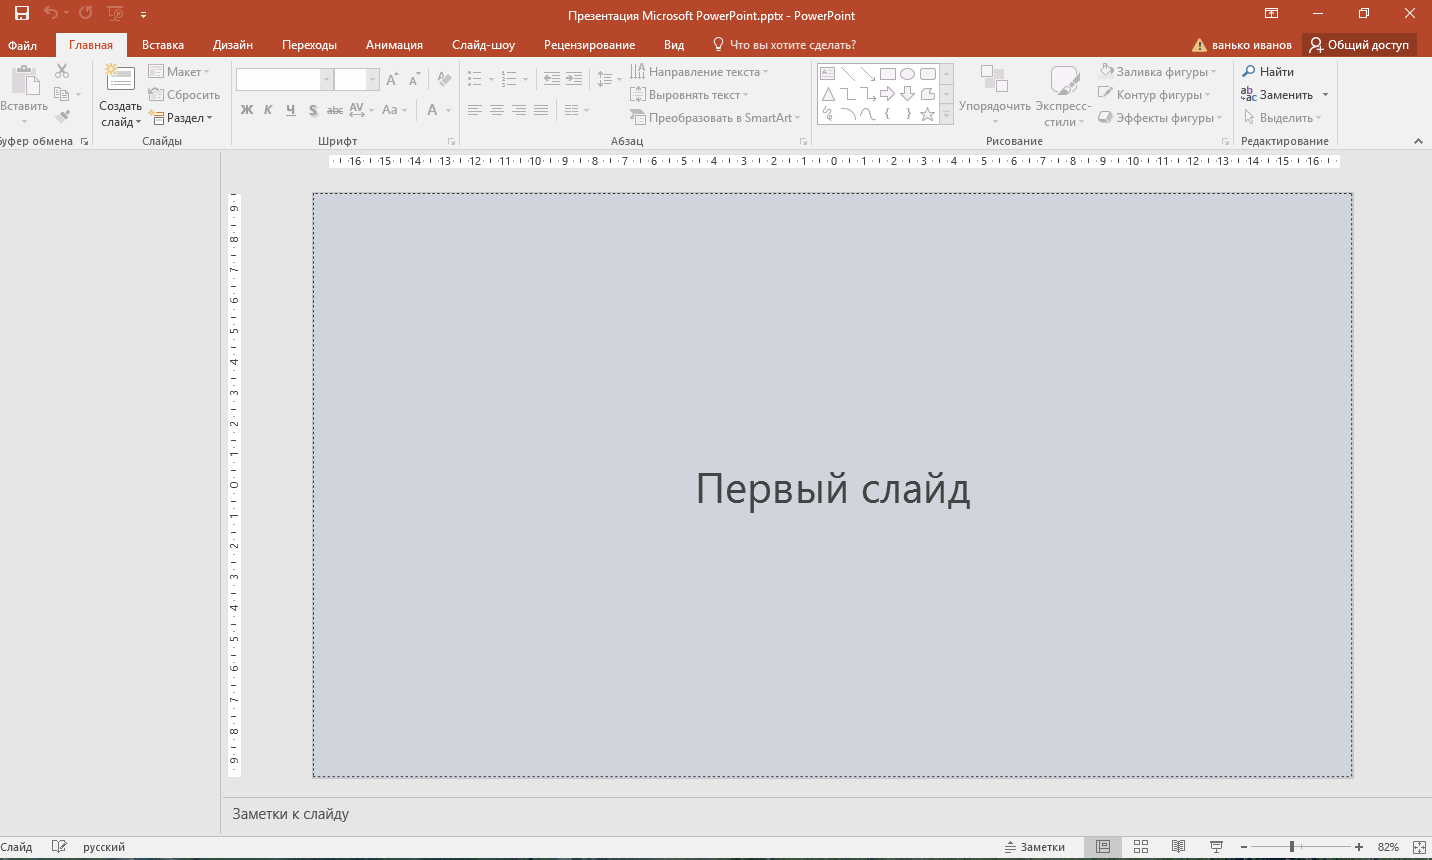 Презентация Microsoft PowerPoint.pptx - PowerPoint
Файл Главная Вставка Дизайн Переходы Анимация Слайд-шоу Рецензирование Вид Что вы хотите сделать? ванько иванов Общий доступ
Вставить
Создать слайд
Макет
Сбросить
Раздел
Ж К Ч S abc AV Aa A
Направление текста
Выровнять текст
Преобразовать в SmartArt
Упорядочить
Экспресс-стили
Заливка фигуры
Контур фигуры
Эффекты фигуры
Найти
Заменить
Выделить
уфер обмена Слайды Шрифт Абзац Рисование Редактирование
16 15 14 13 12 11 10 9 8 7 6 5 4 3 2 1 0 1 2 3 4 5 6 7 8 9 10 11 12 13 14 15 16
9 8 7 6 5 4 3 2 1 0 1 2 3 4 5 6 7 8 9
Первый слайд
Заметки к слайду
Слайд русский Заметки 82%